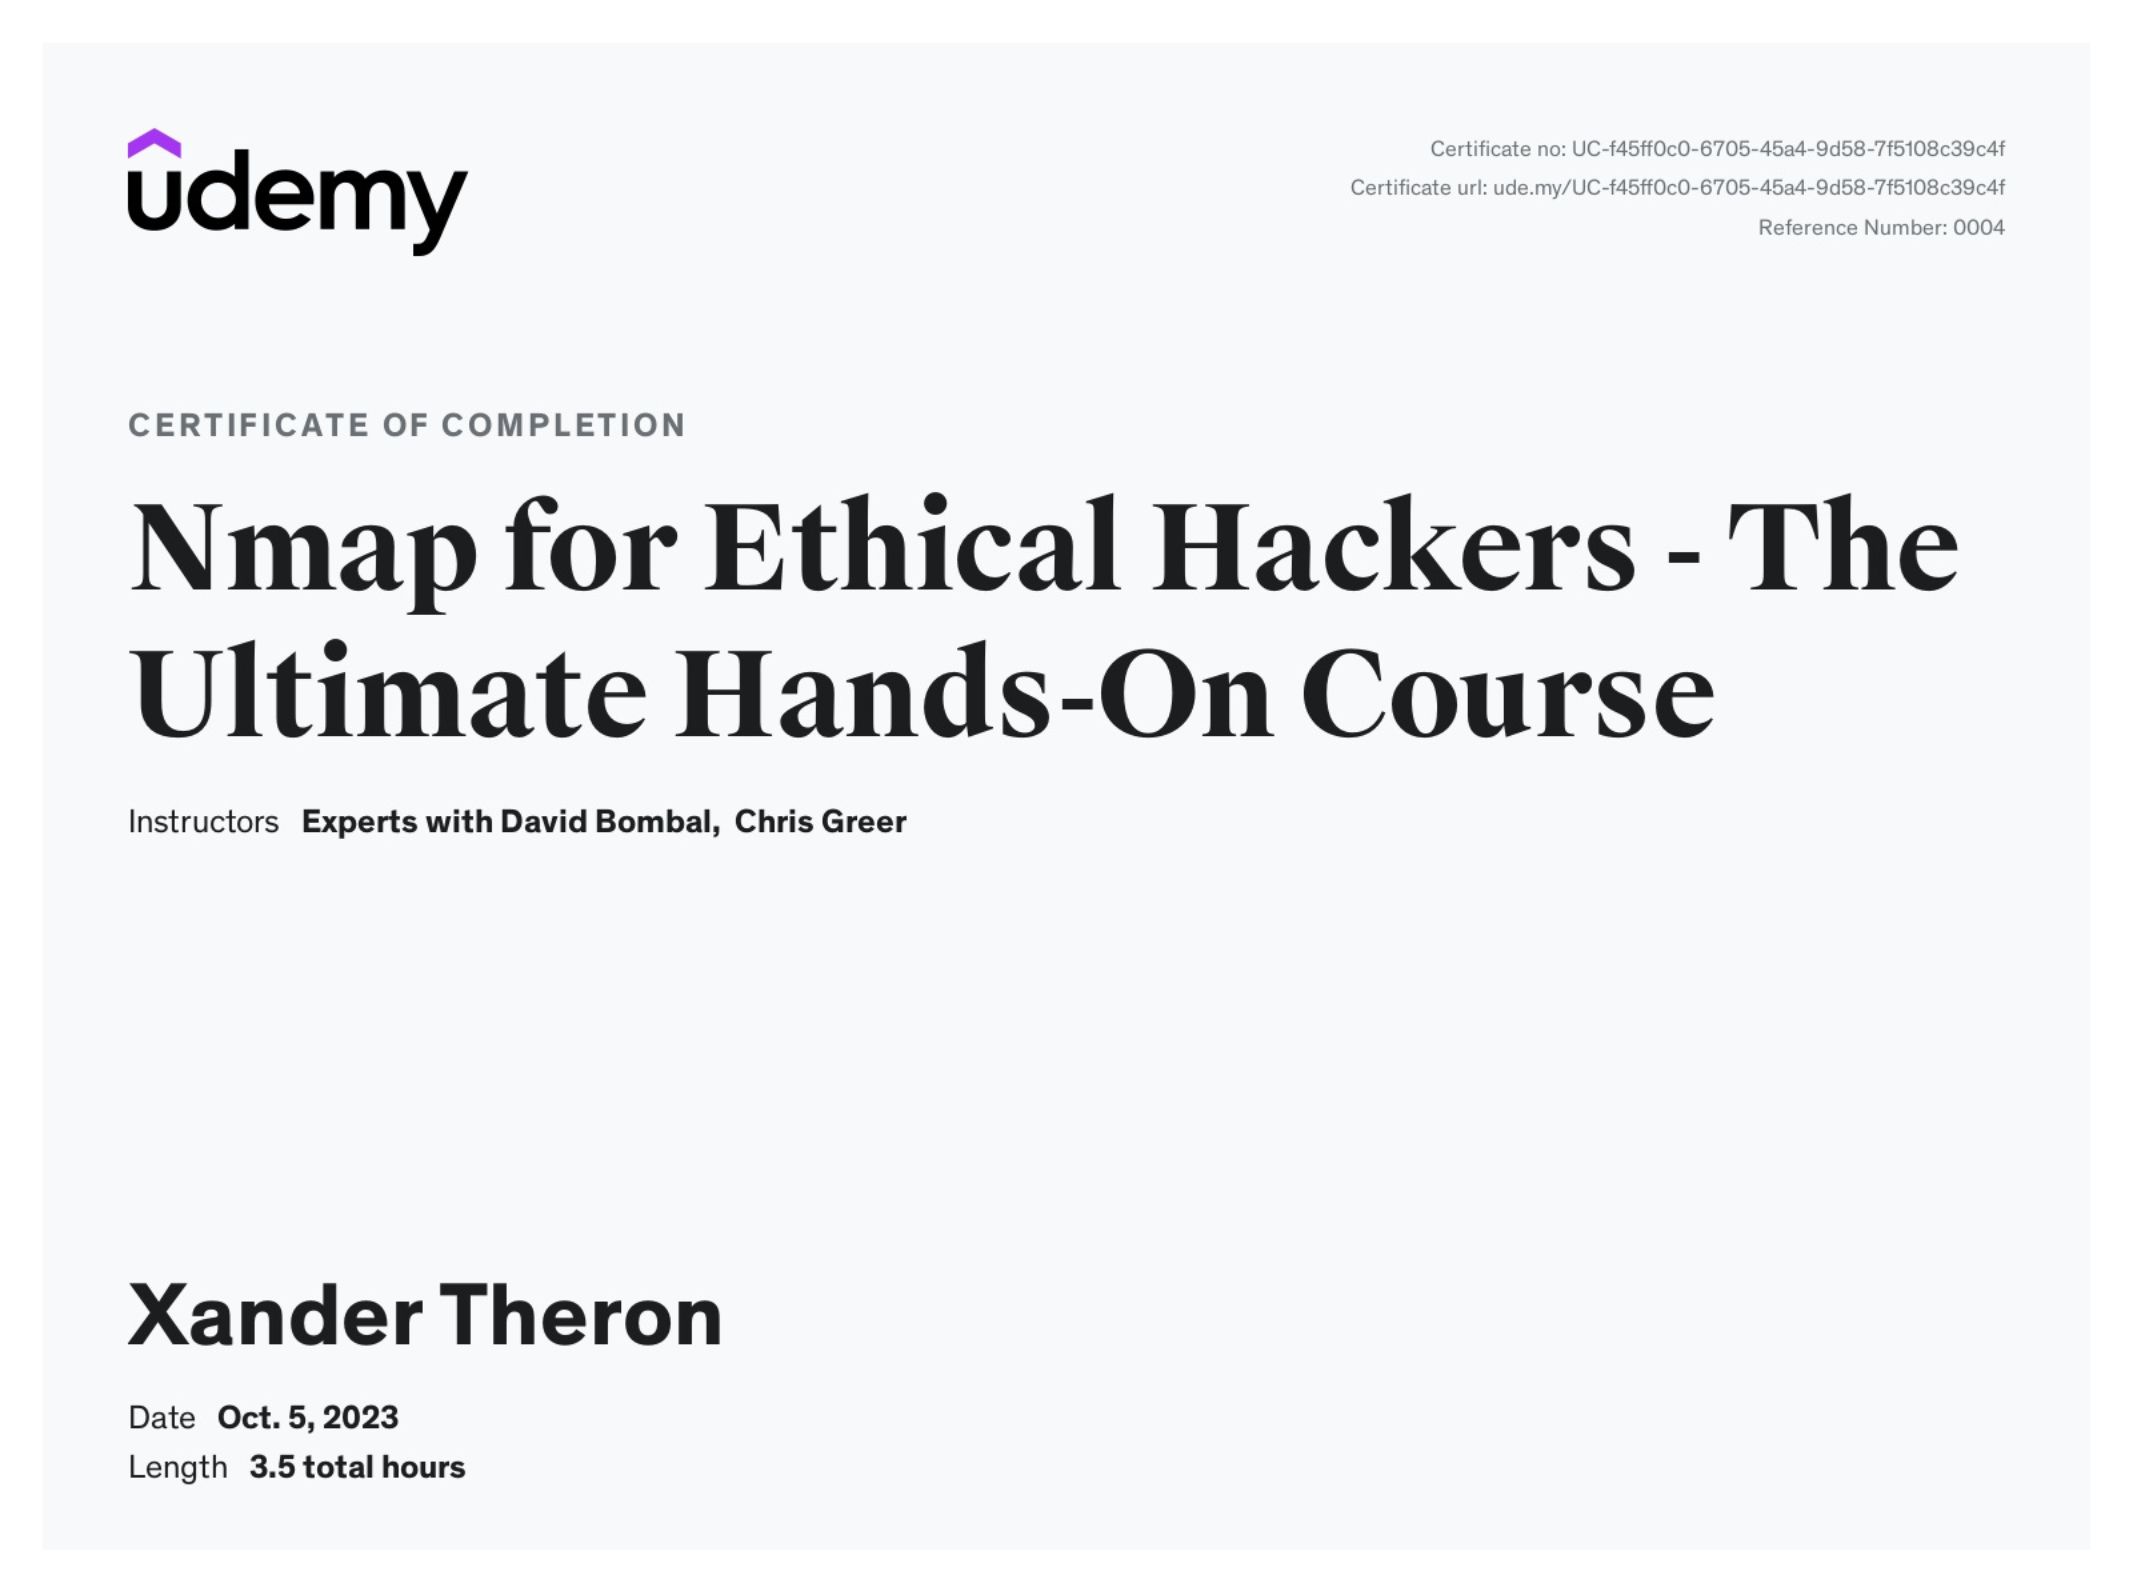 udemy
Certificate no: UC-f45ff0c0-6705-45a4-9d58-7f5108c39c4f
Certificate url: ude.my/UC-f45ff0c0-6705-45a4-9d58-7f5108c39c4f
Reference Number: 0004
CERTIFICATE OF COMPLETION
Nmap for Ethical Hackers - The
Ultimate Hands-On Course
Instructors Experts with David Bombal, Chris Greer
Xander Theron
Date Oct. 5, 2023
Length 3.5 total hours